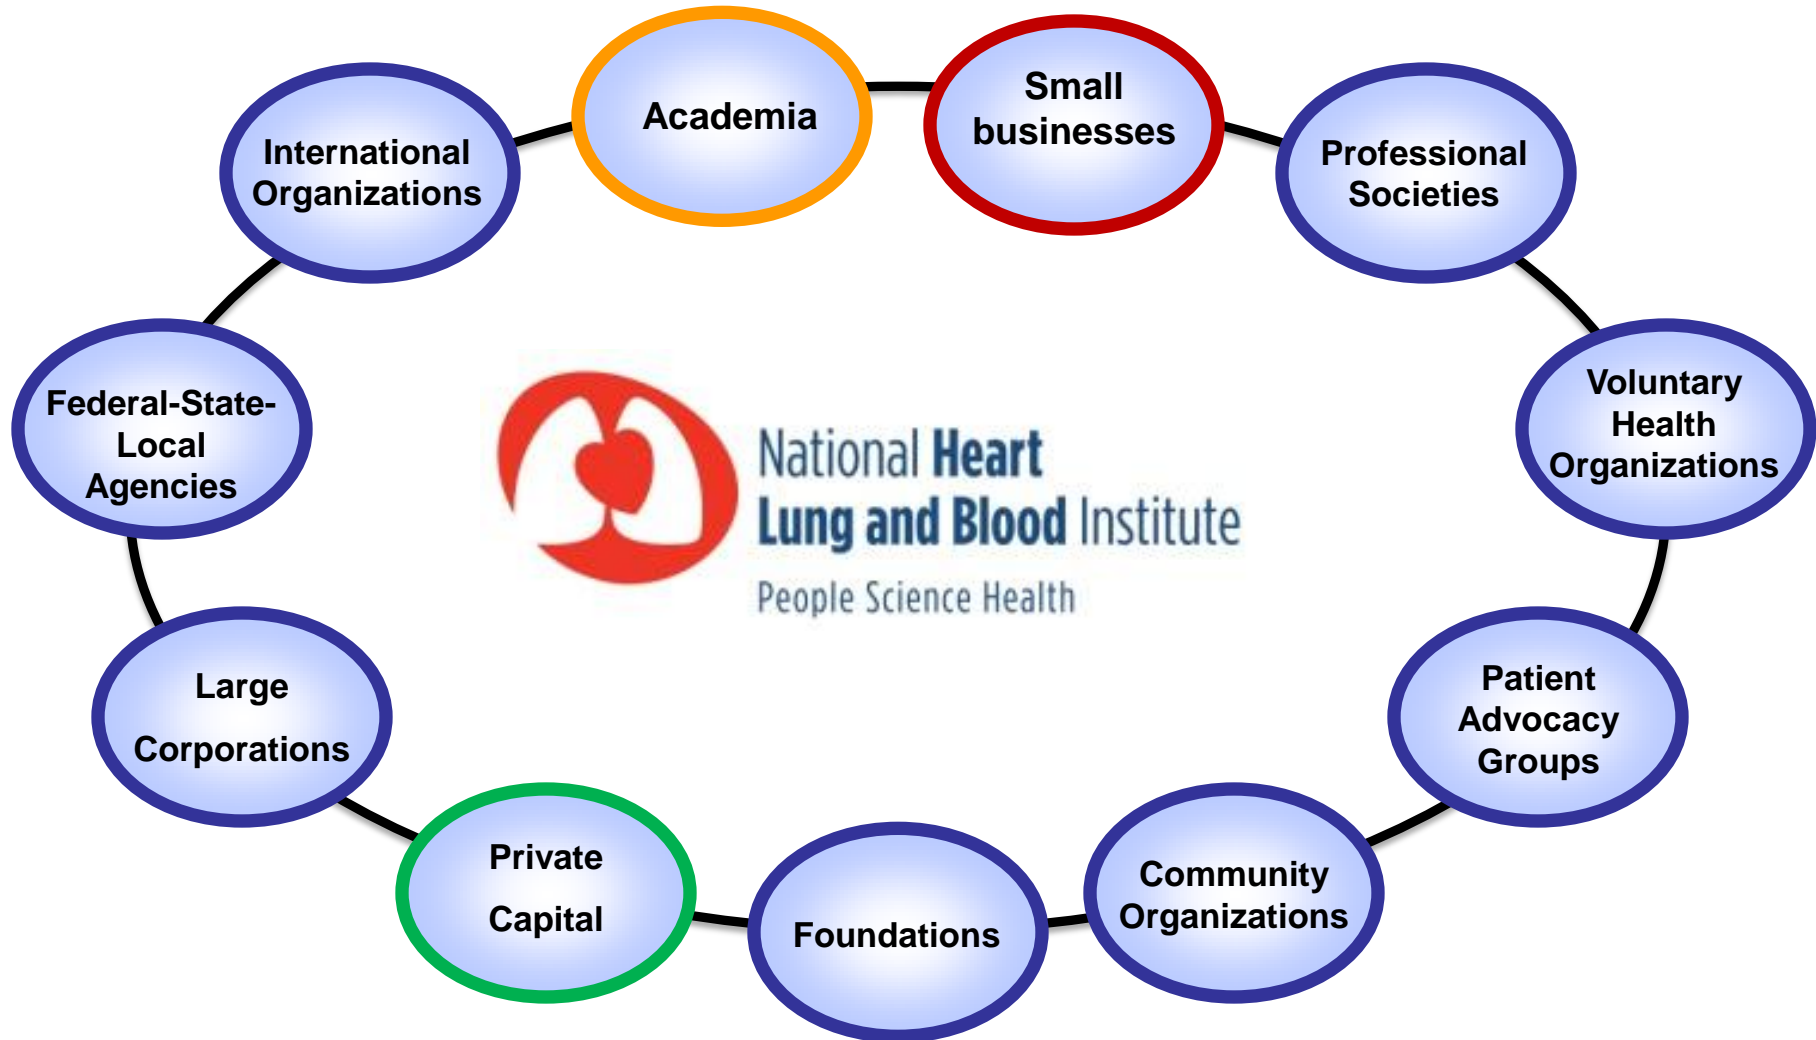 Academia
Small
businesses
Professional
Societies
Voluntary
Health
Organizations
Patient
Advocacy
Groups
Community
Organizations
Foundations
Private
Capital
Large
Corporations
Federal-State-
Local
Agencies
International
Organizations
National Heart
Lung and Blood Institute
People Science Health